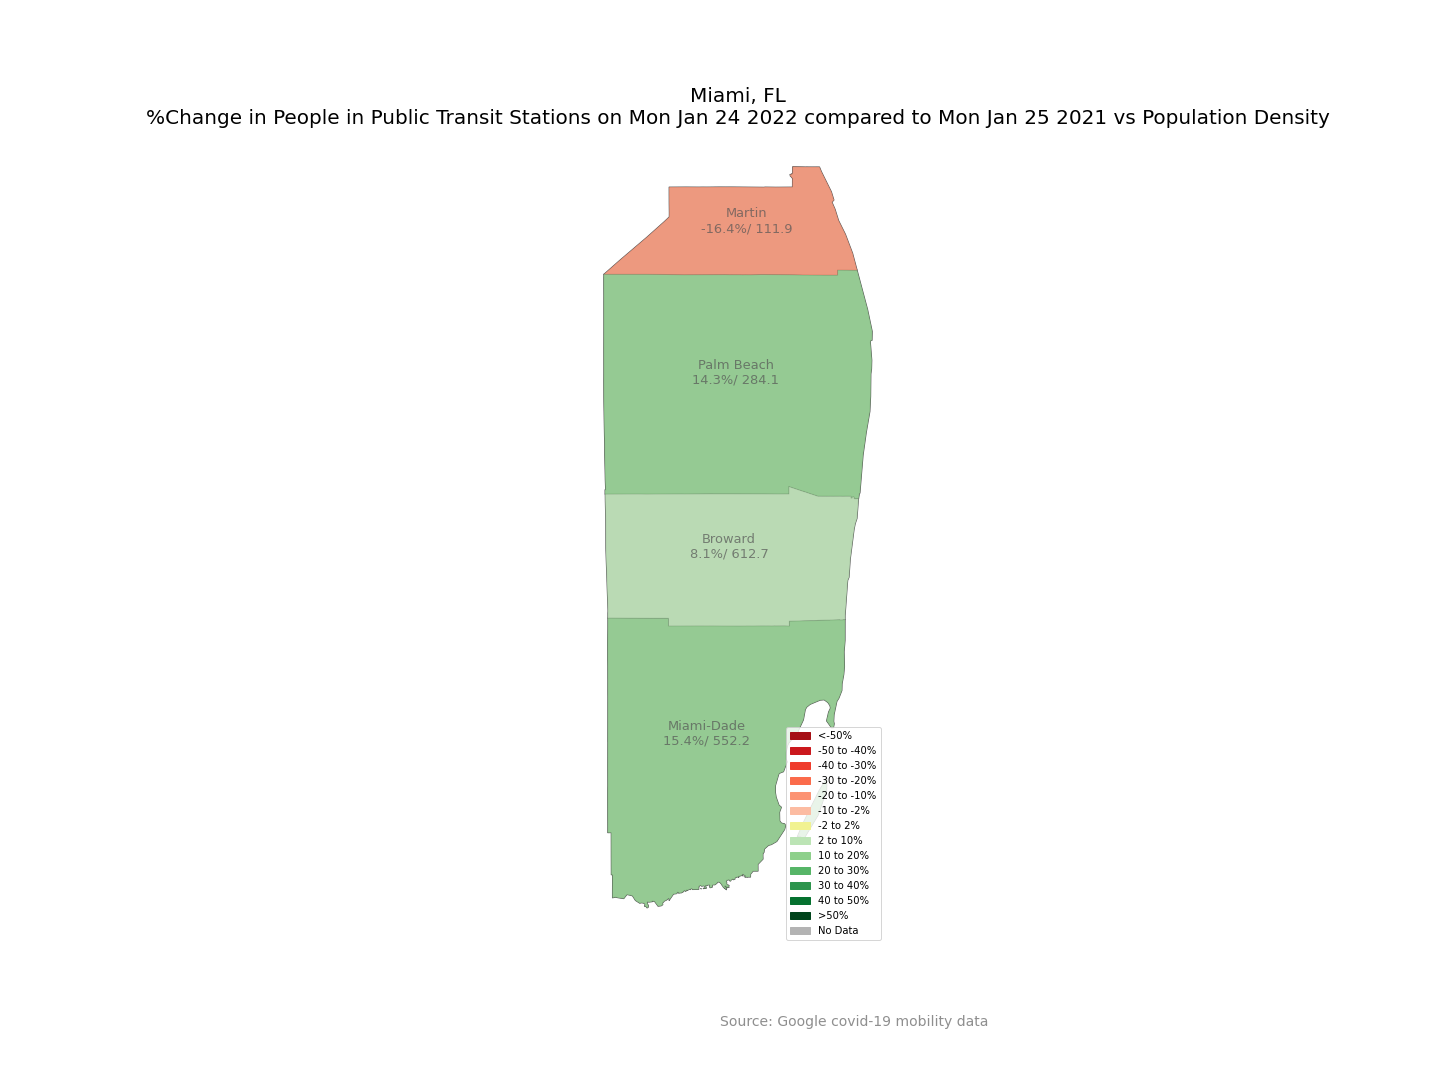 Miami, FL
%Change in People in Public Transit Stations on Mon Jan 24 2022 compared to Mon Jan 25 2021 vs Population Density
Martin
-16.4%/ 111.9
Palm Beach
14.3%/ 284.1
Broward
8.1%/ 612.7
Miami-Dade
15.4%/ 552.2
<-50%
-50 to -40%
-40 to -30%
-30 to -20%
-20 to -10%
-10 to -2%
-2 to 2%
2 to 10%
10 to 20%
20 to 30%
30 to 40%
40 to 50%
>50%
No Data
Source: Google covid-19 mobility data